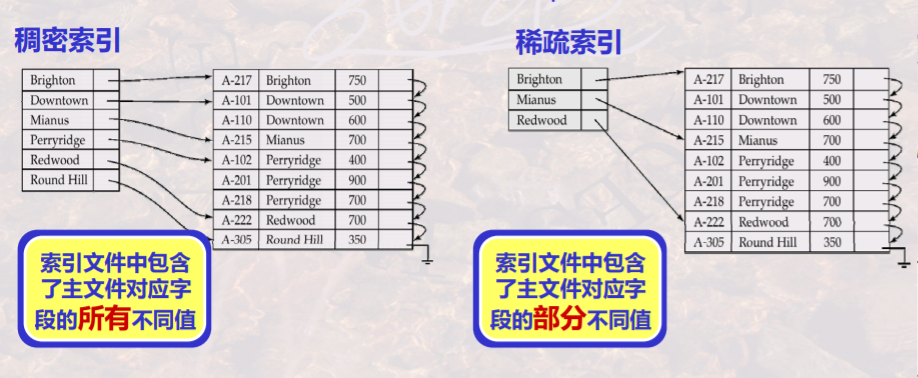 稠密索引
Brighton
Downtown
Mianus
Perryridge
Redwood
Round Hill
A-217 Brighton 750
A-101 Downtown 500
A-110 Downtown 600
A-215 Mianus 700
A-102 Perryridge 400
A-201 Perryridge 900
A-218 Perryridge 700
A-222 Redwood 700
A-305 Round Hill 350
索引文件中包含
了主文件对应字
段的所有不同值
稀疏索引
Brighton
Mianus
Redwood
A-217 Brighton 750
A-101 Downtown 500
A-110 Downtown 600
A-215 Mianus 700
A-102 Perryridge 400
A-201 Perryridge 900
A-218 Perryridge 700
A-222 Redwood 700
A-305 Round Hill 350
索引文件中包含
了主文件对应字
段的部分不同值